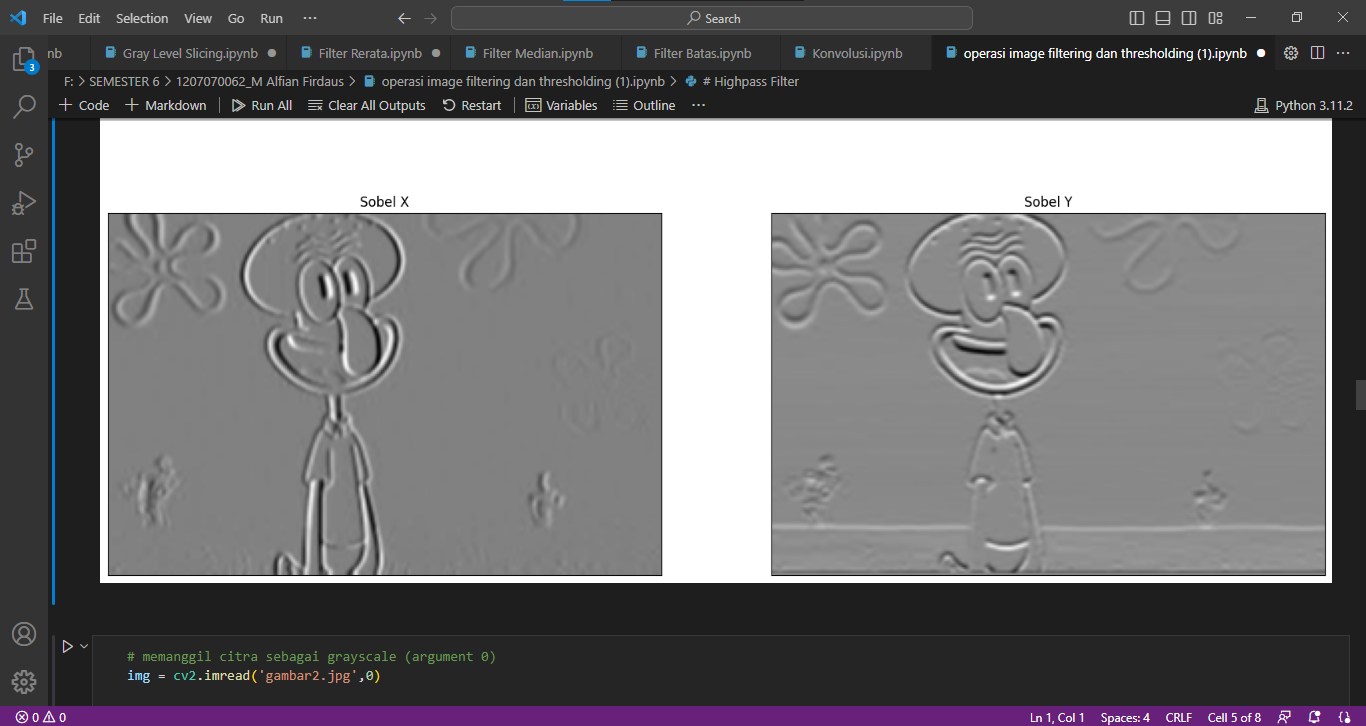 File Edit Selection View Go Run ··· Search
nb Gray Level Slicing.ipynb Filter Rerata.ipynb Filter Median.ipynb Filter Batas.ipynb Konvolusi.ipynb operasi image filtering dan thresholding (1).ipynb
3
F: > SEMESTER 6 > 1207070062_M Alfian Firdaus > operasi image filtering dan thresholding (1).ipynb > # Highpass Filter
+ Code + Markdown Run All Clear All Outputs Restart Variables Outline ··· Python 3.11.2
Sobel X Sobel Y
# memanggil citra sebagai grayscale (argument 0)
img = cv2.imread('gambar2.jpg',0)
0 0 Ln 1, Col 1 Spaces: 4 CRLF Cell 5 of 8